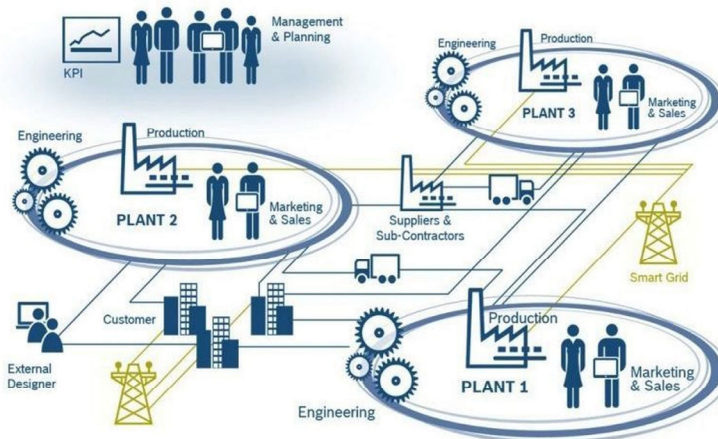 Management
& Planning
KPI
Engineering
Production
PLANT 3
Marketing
& Sales
Engineering
Production
PLANT 2
Marketing
& Sales
Suppliers &
Sub-Contractors
Smart Grid
Customer
External
Designer
Production
Marketing
& Sales
PLANT 1
Engineering